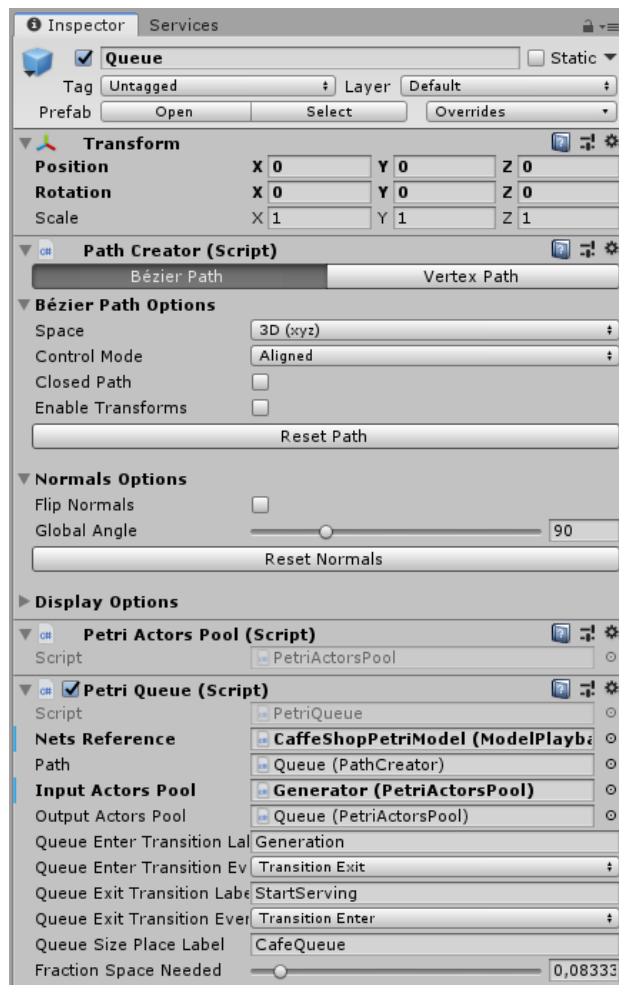 Inspector Services
Queue Static
Tag Untagged Layer Default
Prefab Open Select Overrides
Transform
Position X 0 Y 0 Z 0
Rotation X 0 Y 0 Z 0
Scale X 1 Y 1 Z 1
Path Creator (Script)
Bézier Path Vertex Path
Bézier Path Options
Space 3D (xyz)
Control Mode Aligned
Closed Path
Enable Transforms
Reset Path
Normals Options
Flip Normals
Global Angle 90
Reset Normals
Display Options
Petri Actors Pool (Script)
Script PetriActorsPool
Petri Queue (Script)
Script PetriQueue
Nets Reference CaffeShopPetriModel (ModelPlayba
Path Queue (PathCreator)
Input Actors Pool Generator (PetriActorsPool)
Output Actors Pool Queue (PetriActorsPool)
Queue Enter Transition Lal Generation
Queue Enter Transition Ev Transition Exit
Queue Exit Transition Labe StartServing
Queue Exit Transition Ever Transition Enter
Queue Size Place Label CafeQueue
Fraction Space Needed 0,08333